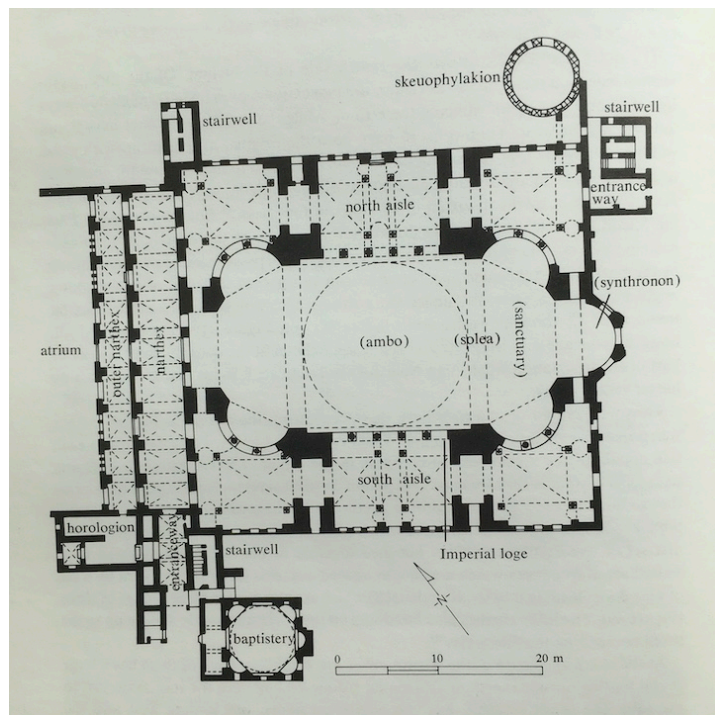 skeuophylakion
stairwell
stairwell
entrance
way
north aisle
(synthronon)
atrium
outer narthex
narthex
(ambo)
(solea)
(sanctuary)
south aisle
horologion
entranceway
stairwell
Imperial loge
N
baptistery
0 10 20 m